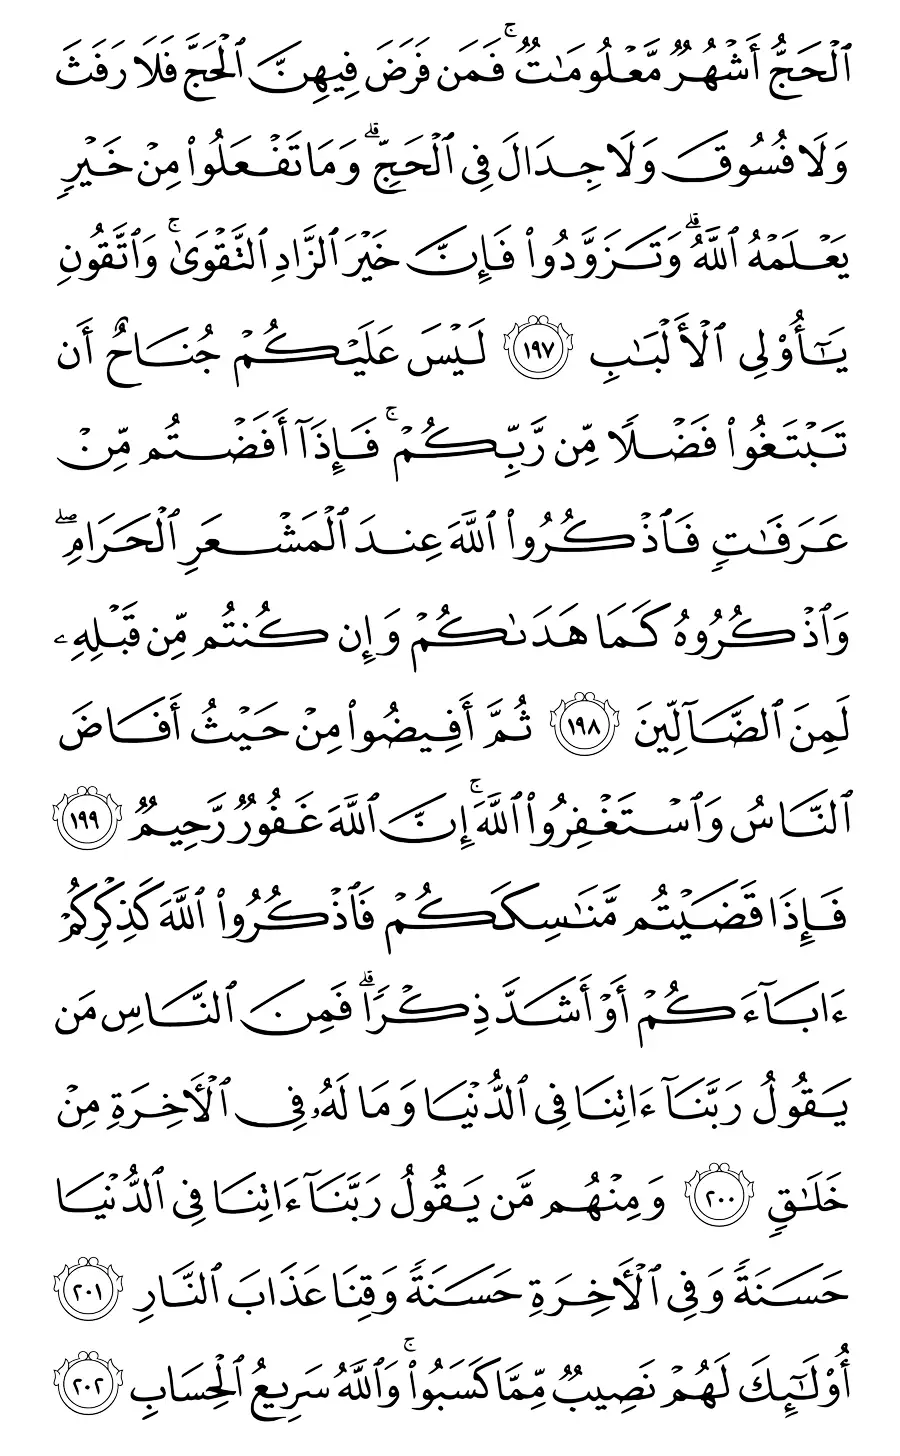 ٱلْحَجُّ أَشْهُرٌ مَّعْلُومَٰتٌ ۚ فَمَن فَرَضَ فِيهِنَّ ٱلْحَجَّ فَلَا رَفَثَ
وَلَا فُسُوقَ وَلَا جِدَالَ فِى ٱلْحَجِّ ۗ وَمَا تَفْعَلُوا۟ مِنْ خَيْرٍ
يَعْلَمْهُ ٱللَّهُ ۗ وَتَزَوَّدُوا۟ فَإِنَّ خَيْرَ ٱلزَّادِ ٱلتَّقْوَىٰ ۚ وَٱتَّقُونِ
يَٰٓأُو۟لِى ٱلْأَلْبَٰبِ ١٩٧ لَيْسَ عَلَيْكُمْ جُنَاحٌ أَن
تَبْتَغُوا۟ فَضْلًا مِّن رَّبِّكُمْ ۚ فَإِذَآ أَفَضْتُم مِّنْ
عَرَفَٰتٍ فَٱذْكُرُوا۟ ٱللَّهَ عِندَ ٱلْمَشْعَرِ ٱلْحَرَامِ ۖ
وَٱذْكُرُوهُ كَمَا هَدَىٰكُمْ وَإِن كُنتُم مِّن قَبْلِهِۦ
لَمِنَ ٱلضَّآلِّينَ ١٩٨ ثُمَّ أَفِيضُوا۟ مِنْ حَيْثُ أَفَاضَ
ٱلنَّاسُ وَٱسْتَغْفِرُوا۟ ٱللَّهَ ۚ إِنَّ ٱللَّهَ غَفُورٌ رَّحِيمٌ ١٩٩
فَإِذَا قَضَيْتُم مَّنَٰسِكَكُمْ فَٱذْكُرُوا۟ ٱللَّهَ كَذِكْرِكُمْ
ءَابَآءَكُمْ أَوْ أَشَدَّ ذِكْرًا ۗ فَمِنَ ٱلنَّاسِ مَن
يَقُولُ رَبَّنَآ ءَاتِنَا فِى ٱلدُّنْيَا وَمَا لَهُۥ فِى ٱلْءَاخِرَةِ مِنْ
خَلَٰقٍ ٢٠٠ وَمِنْهُم مَّن يَقُولُ رَبَّنَآ ءَاتِنَا فِى ٱلدُّنْيَا
حَسَنَةً وَفِى ٱلْءَاخِرَةِ حَسَنَةً وَقِنَا عَذَابَ ٱلنَّارِ ٢٠١
أُو۟لَٰٓئِكَ لَهُمْ نَصِيبٌ مِّمَّا كَسَبُوا۟ ۚ وَٱللَّهُ سَرِيعُ ٱلْحِسَابِ ٢٠٢